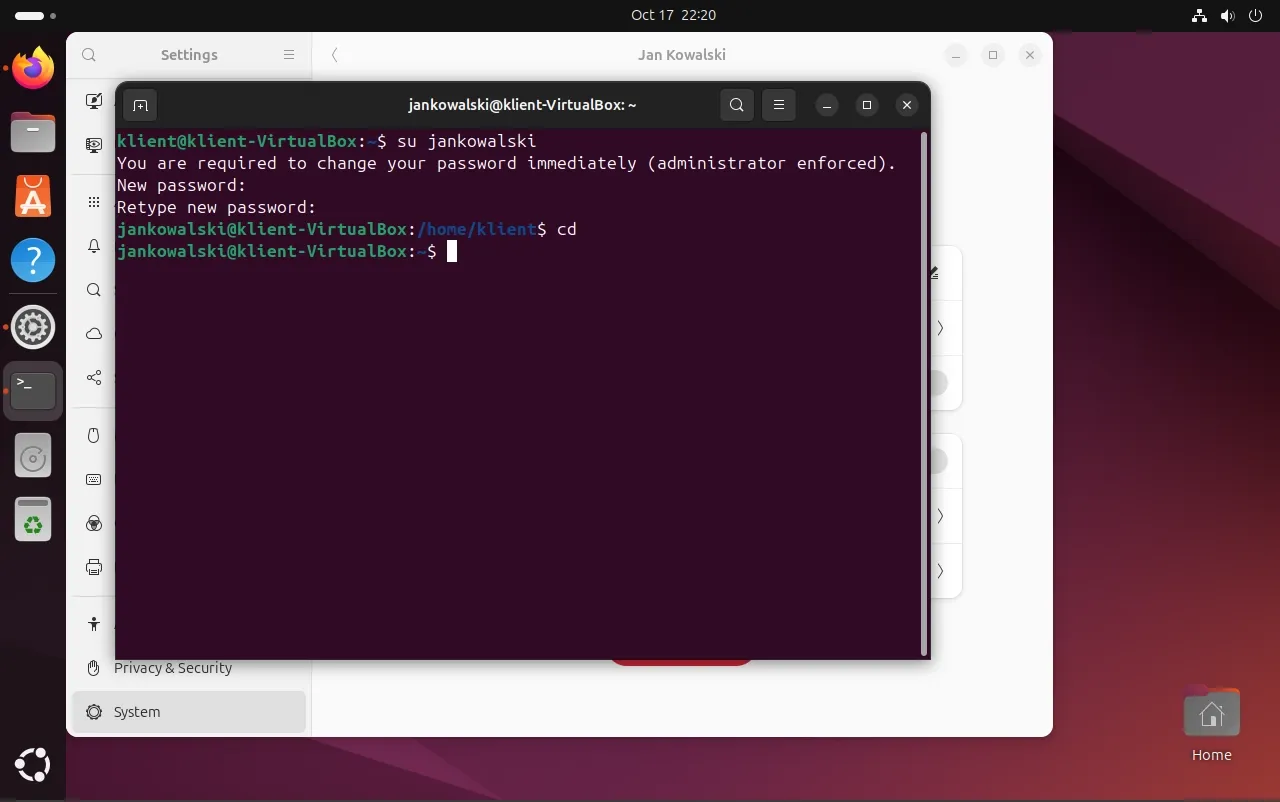 Oct 17 22:20
Settings
Jan Kowalski
jankowalski@klient-VirtualBox: ~
klient@klient-VirtualBox:~$ su jankowalski
You are required to change your password immediately (administrator enforced).
New password:
Retype new password:
jankowalski@klient-VirtualBox:/home/klient$ cd
jankowalski@klient-VirtualBox:~$
Privacy & Security
System
Home